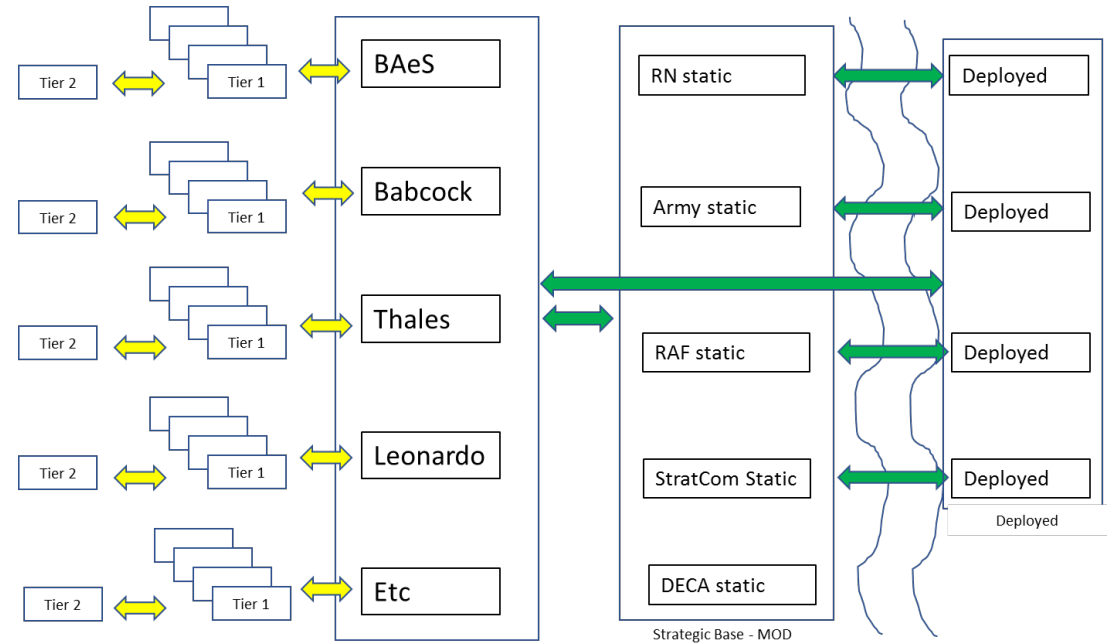 Tier 2
Tier 1
BAeS
RN static
Deployed
Tier 2
Tier 1
Babcock
Army static
Deployed
Tier 2
Tier 1
Thales
RAF static
Deployed
Tier 2
Tier 1
Leonardo
StratCom Static
Deployed
Deployed
Tier 2
Tier 1
Etc
DECA static
Strategic Base - MOD